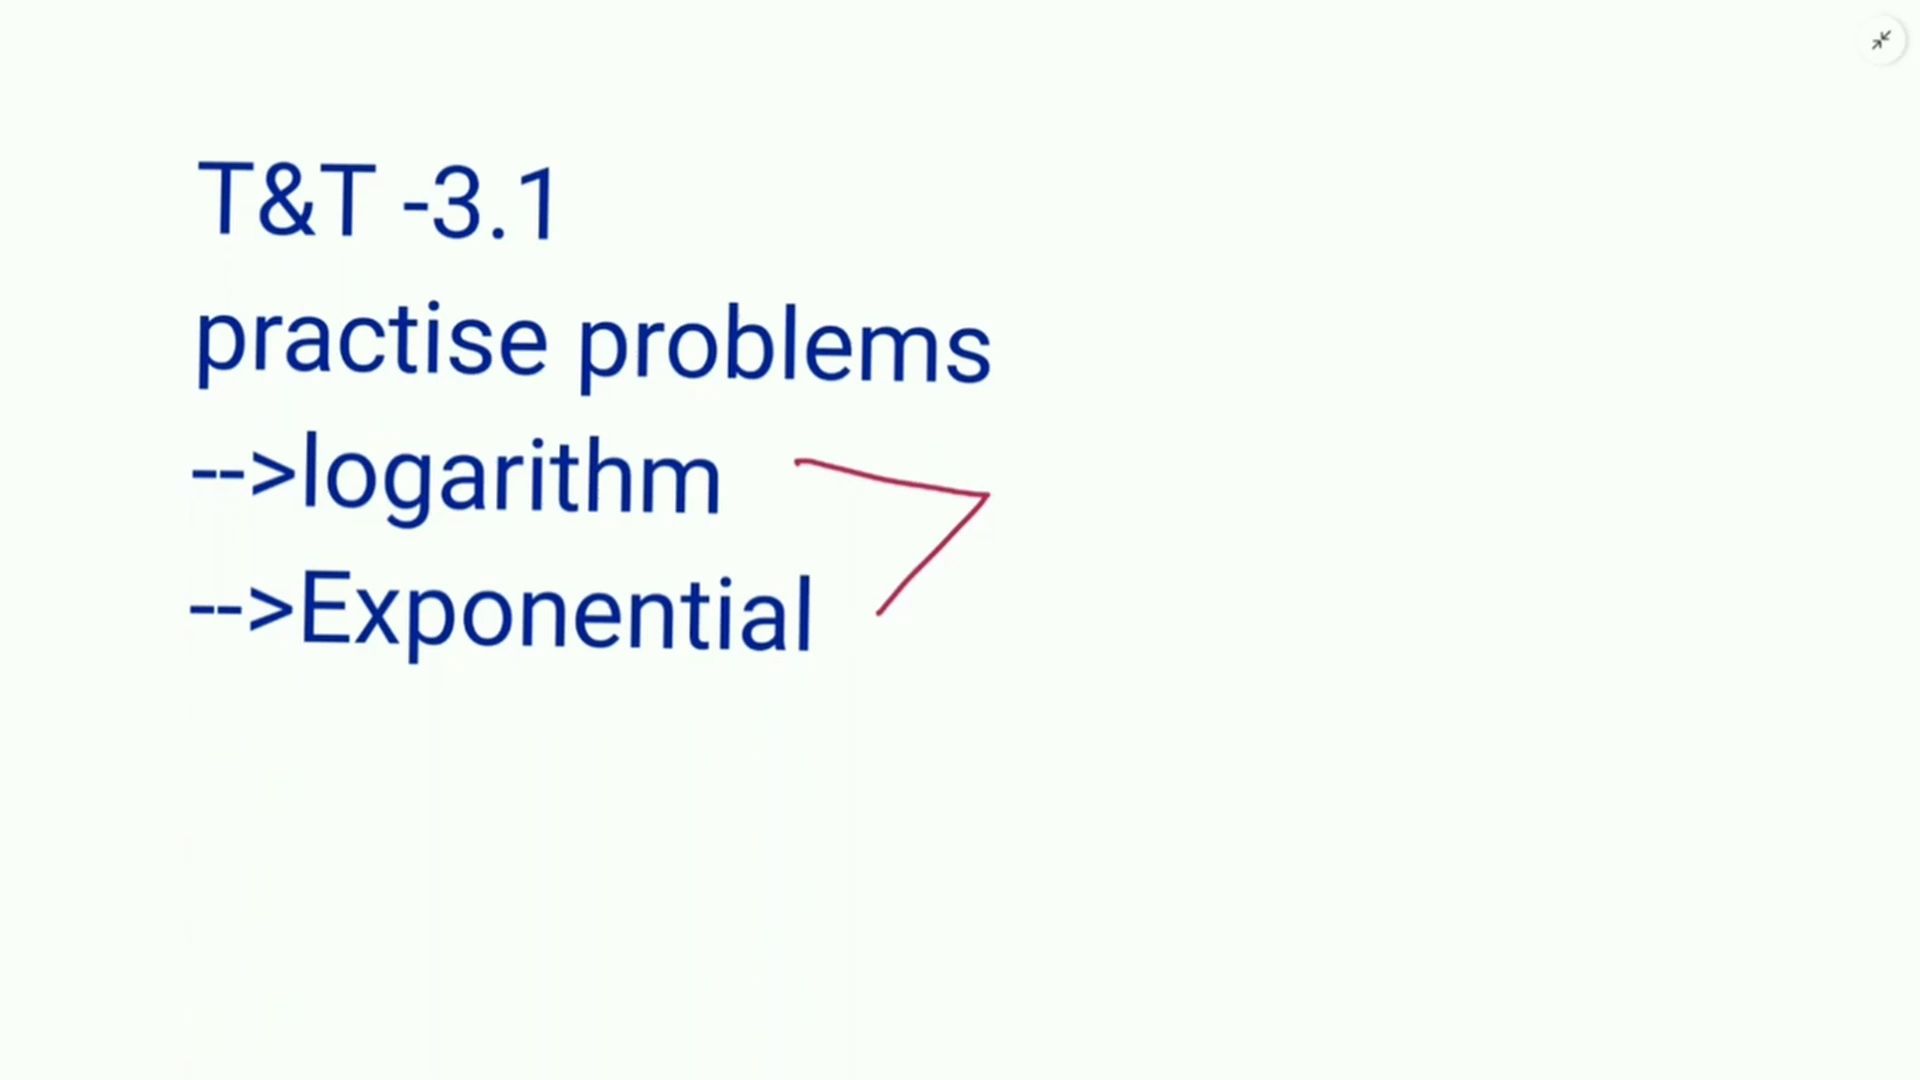 T&T -3.1
practise problems
-->logarithm
-->Exponential